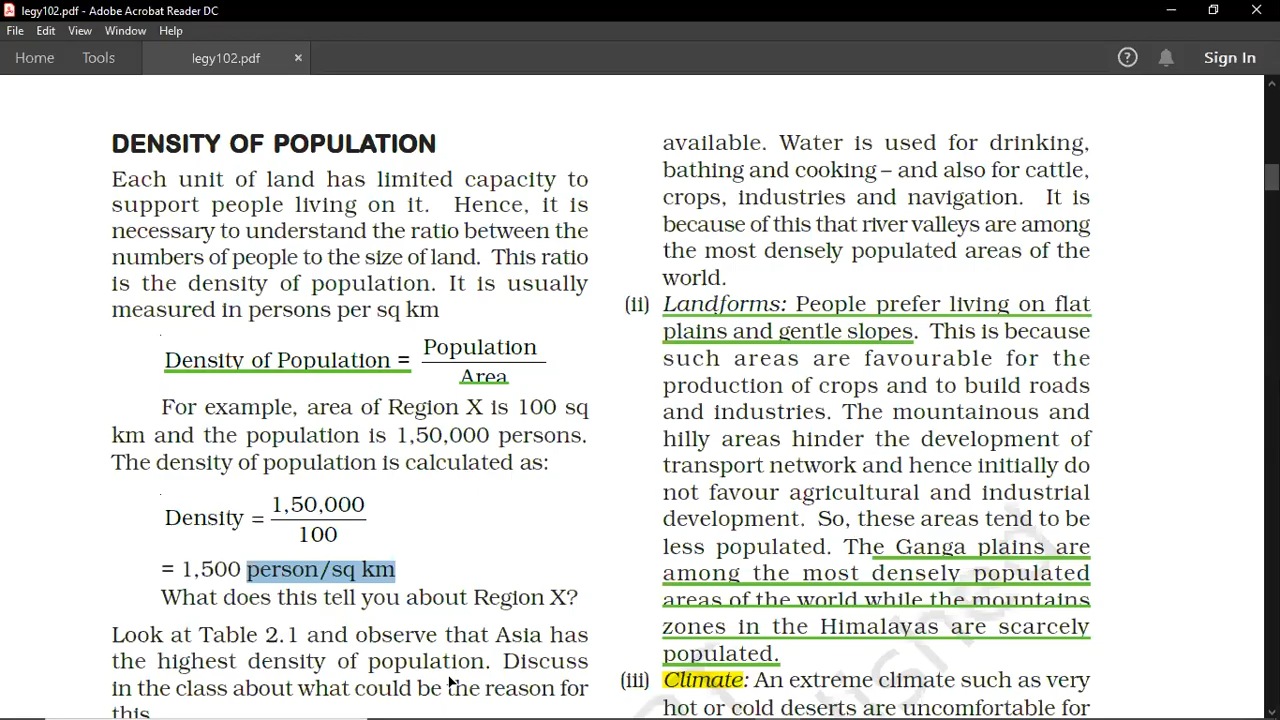 legy102.pdf - Adobe Acrobat Reader DC
File Edit View Window Help
Home Tools legy102.pdf × ? Sign In
DENSITY OF POPULATION
Each unit of land has limited capacity to
support people living on it. Hence, it is
necessary to understand the ratio between the
numbers of people to the size of land. This ratio
is the density of population. It is usually
measured in persons per sq km
Density of Population = Population
Area
For example, area of Region X is 100 sq
km and the population is 1,50,000 persons.
The density of population is calculated as:
Density = 1,50,000
100
= 1,500 person/sq km
What does this tell you about Region X?
Look at Table 2.1 and observe that Asia has
the highest density of population. Discuss
in the class about what could be the reason for
this
available. Water is used for drinking,
bathing and cooking – and also for cattle,
crops, industries and navigation. It is
because of this that river valleys are among
the most densely populated areas of the
world.
(ii) Landforms: People prefer living on flat
plains and gentle slopes. This is because
such areas are favourable for the
production of crops and to build roads
and industries. The mountainous and
hilly areas hinder the development of
transport network and hence initially do
not favour agricultural and industrial
development. So, these areas tend to be
less populated. The Ganga plains are
among the most densely populated
areas of the world while the mountains
zones in the Himalayas are scarcely
populated.
(iii) Climate: An extreme climate such as very
hot or cold deserts are uncomfortable for